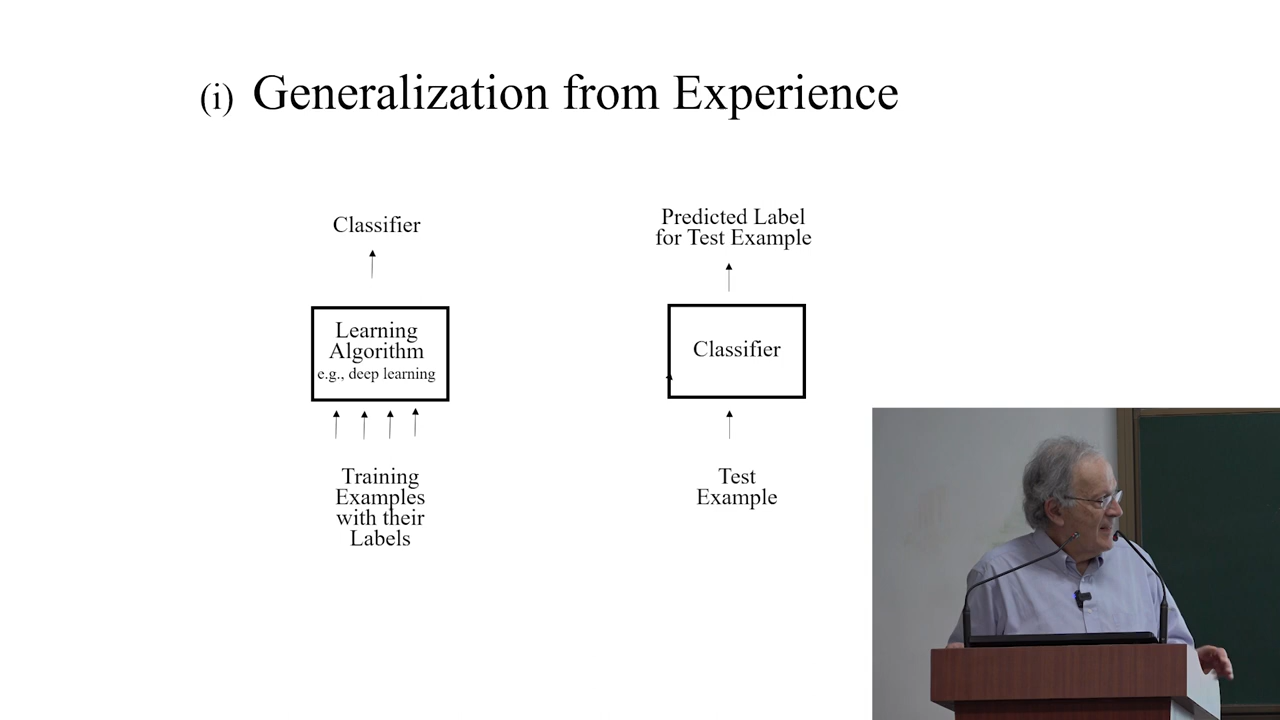 (i) Generalization from Experience
Classifier
Learning
Algorithm
e.g., deep learning
Training
Examples
with their
Labels
Predicted Label
for Test Example
Classifier
Test
Example